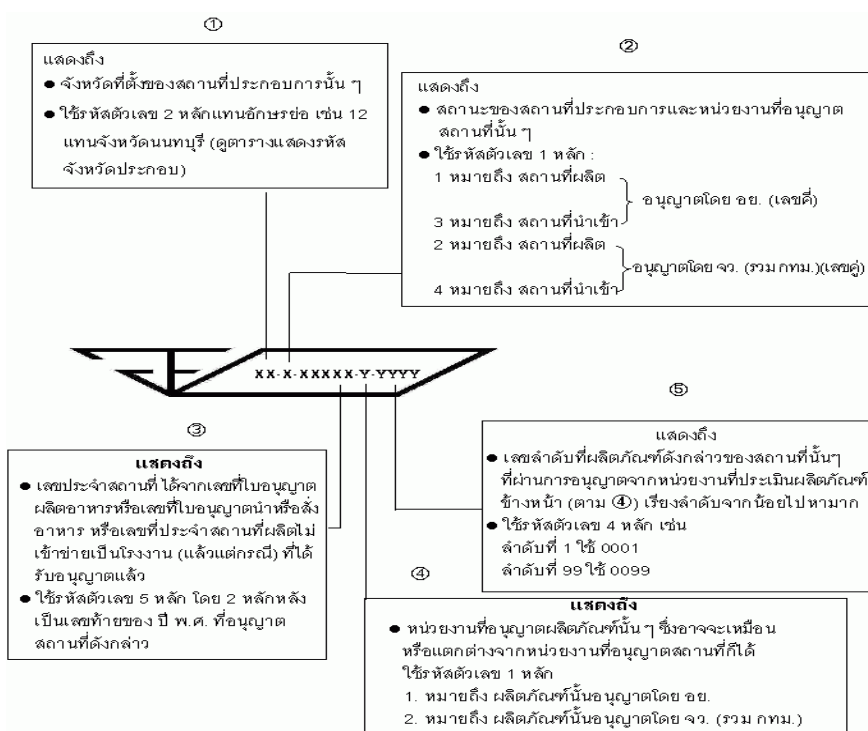 ①
แสดงถึง
● จังหวัดที่ตั้งของสถานที่ประกอบการนั้น ๆ
● ใช้รหัสตัวเลข 2 หลักแทนอักษรย่อ เช่น 12
แทนจังหวัดนนทบุรี (ดูตารางแสดงรหัส
จังหวัดประกอบ)
②
แสดงถึง
● สถานะของสถานที่ประกอบการและหน่วยงานที่อนุญาต
สถานที่นั้น ๆ
● ใช้รหัสตัวเลข 1 หลัก :
1 หมายถึง สถานที่ผลิต
อนุญาตโดย อย. (เลขคี่)
3 หมายถึง สถานที่นำเข้า
2 หมายถึง สถานที่ผลิต
อนุญาตโดย จว. (รวม กทม.)(เลขคู่)
4 หมายถึง สถานที่นำเข้า
XX-X-XXXXX-Y-YYYY
③
แสดงถึง
● เลขประจำสถานที่ ได้จากเลขที่ใบอนุญาต
ผลิตอาหารหรือเลขที่ใบอนุญาตนำหรือสั่ง
อาหาร หรือเลขที่ประจำสถานที่ผลิตไม่
เข้าข่ายเป็นโรงงาน (แล้วแต่กรณี) ที่ได้
รับอนุญาตแล้ว
● ใช้รหัสตัวเลข 5 หลัก โดย 2 หลักหลัง
เป็นเลขท้ายของ ปี พ.ศ. ที่อนุญาต
สถานที่ดังกล่าว
⑤
แสดงถึง
● เลขลำดับที่ผลิตภัณฑ์ดังกล่าวของสถานที่นั้นๆ
ที่ผ่านการอนุญาตจากหน่วยงานที่ประเมินผลิตภัณฑ์
ข้างหน้า (ตาม ④) เรียงลำดับจากน้อยไปหามาก
● ใช้รหัสตัวเลข 4 หลัก เช่น
ลำดับที่ 1 ใช้ 0001
ลำดับที่ 99 ใช้ 0099
④
แสดงถึง
● หน่วยงานที่อนุญาตผลิตภัณฑ์นั้น ๆ ซึ่งอาจจะเหมือน
หรือแตกต่างจากหน่วยงานที่อนุญาตสถานที่ก็ได้
ใช้รหัสตัวเลข 1 หลัก
1. หมายถึง ผลิตภัณฑ์นั้นอนุญาตโดย อย.
2. หมายถึง ผลิตภัณฑ์นั้นอนุญาตโดย จว. (รวม กทม.)